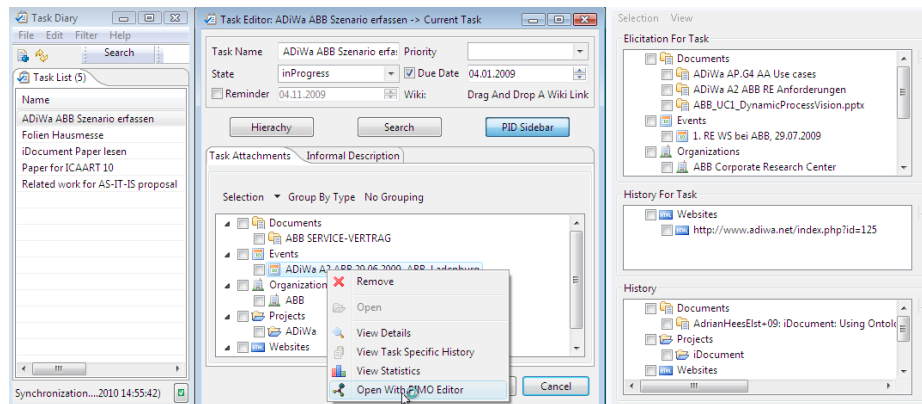 Task Diary
File Edit Filter Help
Search
Task List (5)
Name
ADiWa ABB Szenario erfassen
Folien Hausmesse
iDocument Paper lesen
Paper for ICAART 10
Related work for AS-IT-IS proposal
Synchronization....2010 14:55:42)
Task Editor: ADiWa ABB Szenario erfassen -> Current Task
Task Name ADiWa ABB Szenario erfas Priority
State inProgress Due Date 04.01.2009
Reminder 04.11.2009 Wiki: Drag And Drop A Wiki Link
Hierachy Search PID Sidebar
Task Attachments Informal Description
Selection Group By Type No Grouping
Documents
ABB SERVICE-VERTRAG
Events
ADiWa A2 ABB 29.06.2009, ABB, Ladenburg
Organization
ABB
Projects
ADiWa
Websites
Remove
Open
View Details
View Task Specific History
View Statistics
Open With PIMO Editor
Cancel
Selection View
Elicitation For Task
Documents
ADiWa AP.G4 AA Use cases
ADiWa A2 ABB RE Anforderungen
ABB_UC1_DynamicProcessVision.pptx
Events
1. RE WS bei ABB, 29.07.2009
Organizations
ABB Corporate Research Center
History For Task
Websites
http://www.adiwa.net/index.php?id=125
History
Documents
AdrianHeesElst+09: iDocument: Using Ontolo
Projects
iDocument
Websites